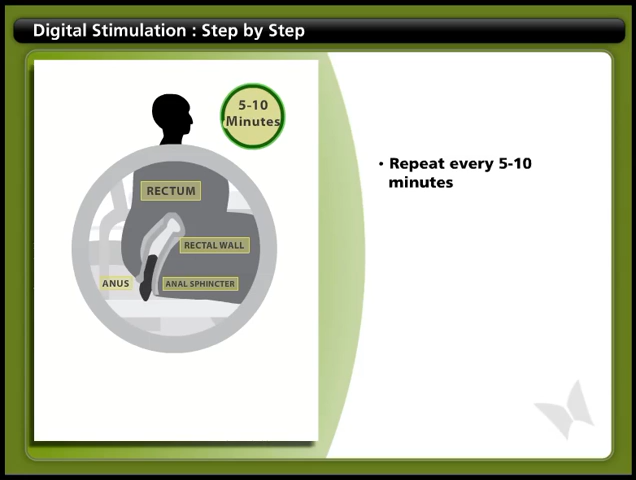 Digital Stimulation : Step by Step
5-10
Minutes
RECTUM
RECTAL WALL
ANUS
ANAL SPHINCTER
• Repeat every 5-10
minutes